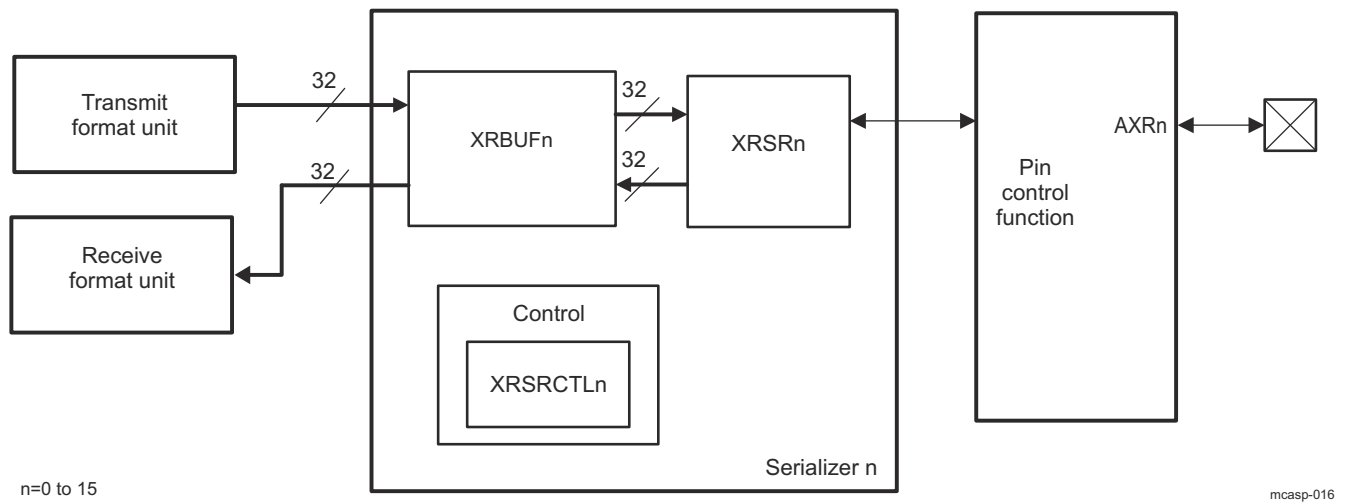 Transmit
format unit
32
XRBUFn
32
XRSRn
AXRn
32
32
Pin
control
function
Receive
format unit
Control
XRSRCTLn
Serializer n
n=0 to 15
mcasp-016